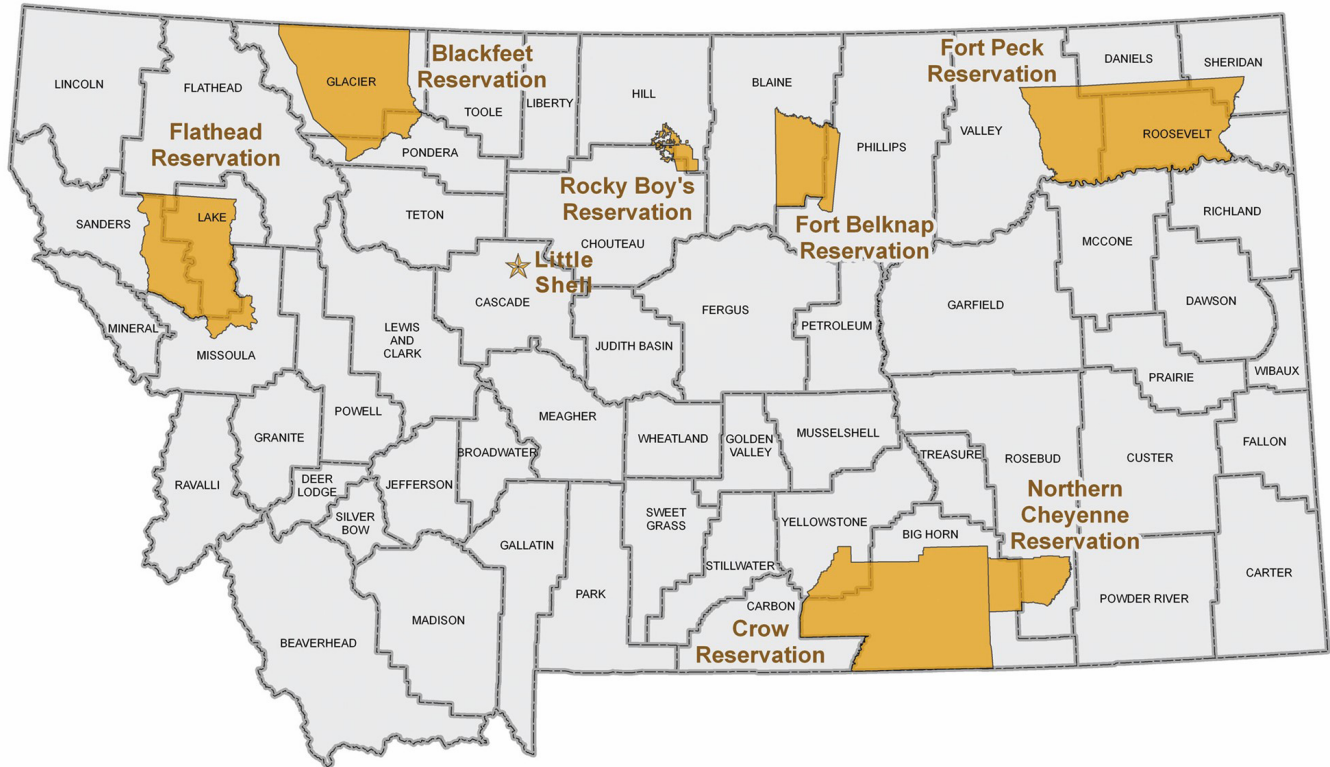 Blackfeet
Reservation
Fort Peck
Reservation
DANIELS
SHERIDAN
LINCOLN
FLATHEAD
GLACIER
TOOLE
LIBERTY
HILL
BLAINE
Flathead
Reservation
PONDERA
PHILLIPS
VALLEY
ROOSEVELT
Rocky Boy's
Reservation
SANDERS
LAKE
TETON
CHOUTEAU
Fort Belknap
Reservation
MCCONE
RICHLAND
Little
Shell
CASCADE
MINERAL
MISSOULA
LEWIS
AND
CLARK
JUDITH BASIN
FERGUS
PETROLEUM
GARFIELD
DAWSON
PRAIRIE
WIBAUX
POWELL
GRANITE
MEAGHER
BROADWATER
WHEATLAND
GOLDEN
VALLEY
MUSSELSHELL
TREASURE
ROSEBUD
CUSTER
FALLON
RAVALLI
DEER
LODGE
JEFFERSON
SILVER
BOW
GALLATIN
SWEET
GRASS
YELLOWSTONE
BIG HORN
Northern
Cheyenne
Reservation
STILLWATER
PARK
CARBON
POWDER RIVER
CARTER
BEAVERHEAD
MADISON
Crow
Reservation